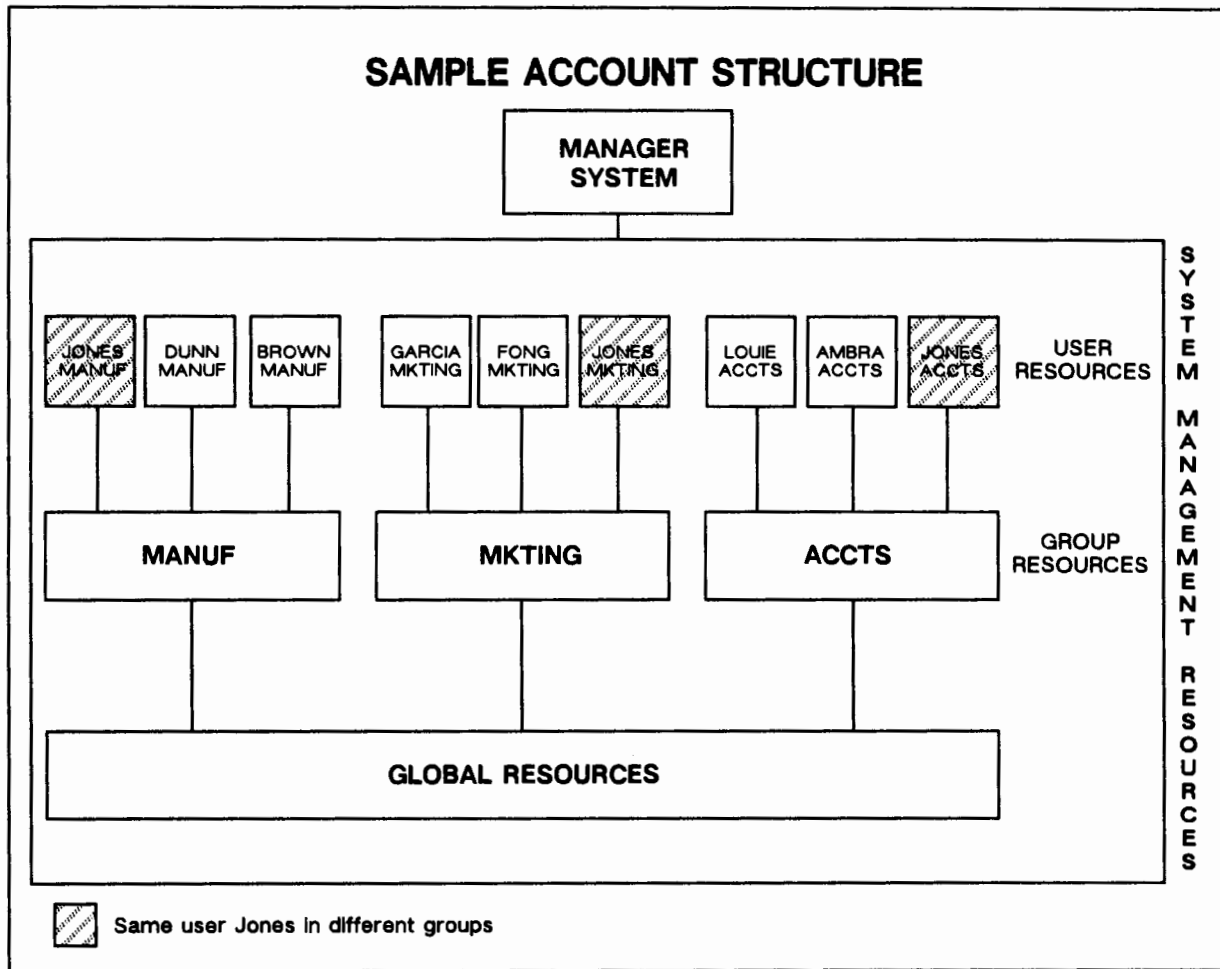 SAMPLE ACCOUNT STRUCTURE
MANAGER
SYSTEM
JONES
MANUF
DUNN
MANUF
BROWN
MANUF
GARCIA
MKTING
FONG
MKTING
JONES
MKTING
LOUIE
ACCTS
AMBRA
ACCTS
JONES
ACCTS
USER
RESOURCES
MANUF
MKTING
ACCTS
GROUP
RESOURCES
GLOBAL RESOURCES
SYSTEM MANAGEMENT RESOURCES
Same user Jones in different groups